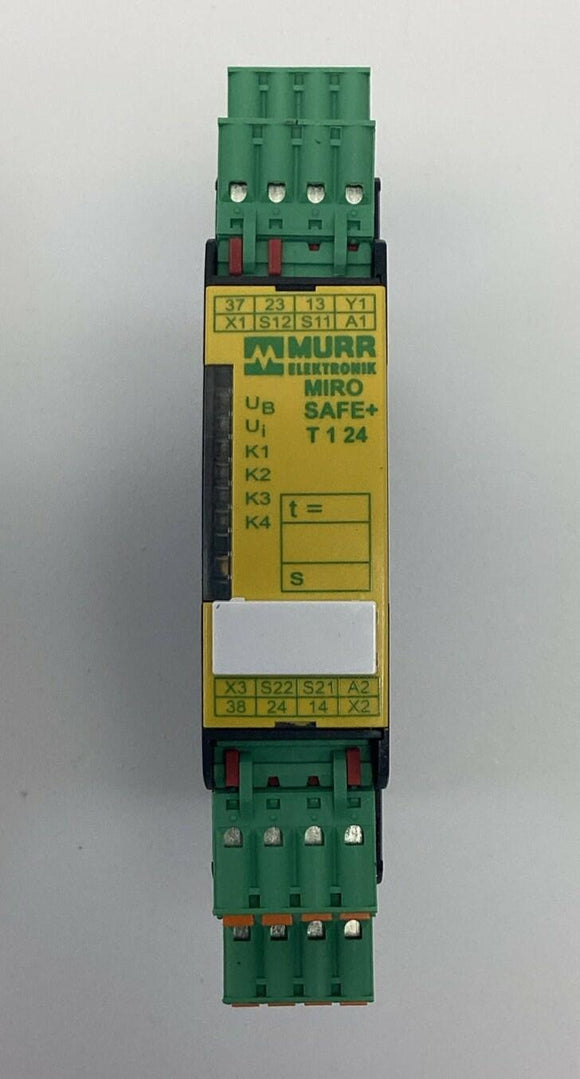 37 23 13 Y1
X1 S12 S11 A1
MURR
ELEKTRONIK
MIRO
SAFE+
T 1 24
UB
Ui
K1
K2
K3
K4
t =
s
X3 S22 S21 A2
38 24 14 X2